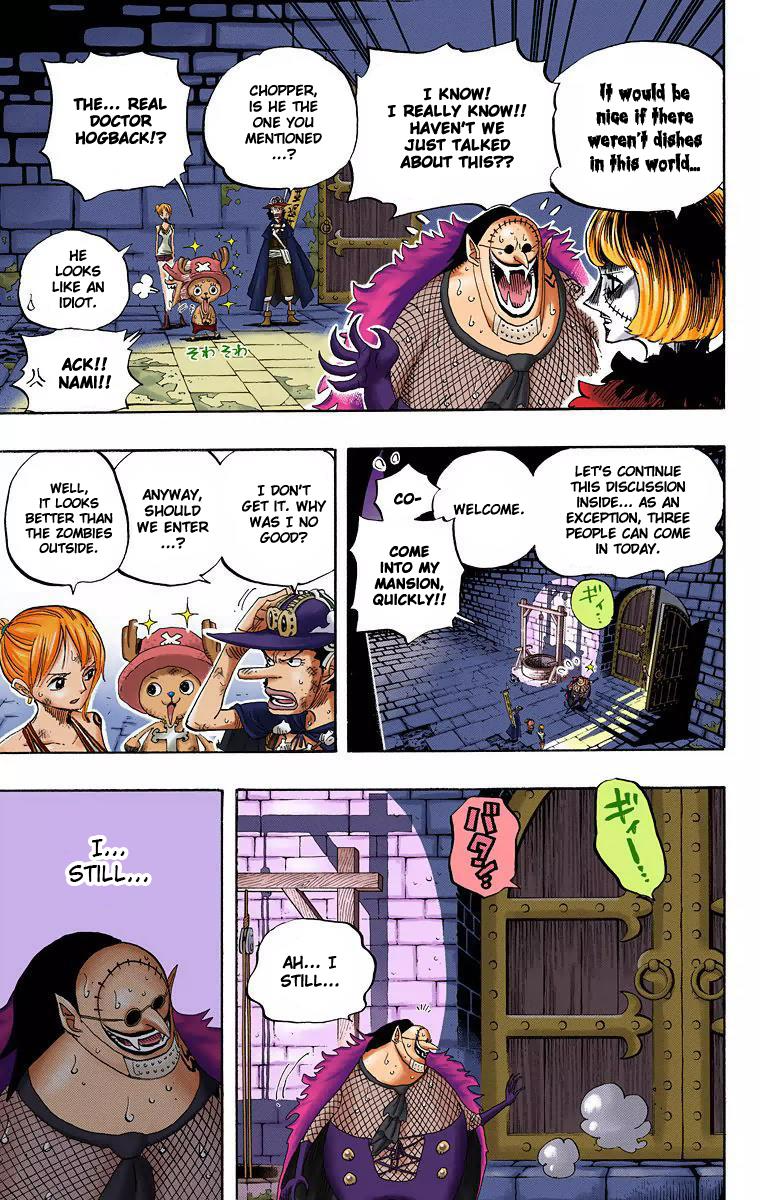 It would be
nice if there
weren't dishes
in this world...
I KNOW!
I REALLY KNOW!!
HAVEN'T WE
JUST TALKED
ABOUT THIS??
CHOPPER,
IS HE THE
ONE YOU
MENTIONED
...?
THE... REAL
DOCTOR
HOGBACK!?
HE
LOOKS
LIKE AN
IDIOT.
ACK!!
NAMI!!
そわそわ
LET'S CONTINUE
THIS DISCUSSION
INSIDE... AS AN
EXCEPTION, THREE
PEOPLE CAN COME
IN TODAY.
WELCOME.
CO-
COME
INTO MY
MANSION,
QUICKLY!!
ギィ…
I DON'T
GET IT. WHY
WAS I NO
GOOD?
ANYWAY,
SHOULD
WE ENTER
...?
WELL,
IT LOOKS
BETTER THAN
THE ZOMBIES
OUTSIDE.
ギィー…
バタン!
AH... I
STILL...
I...
STILL...